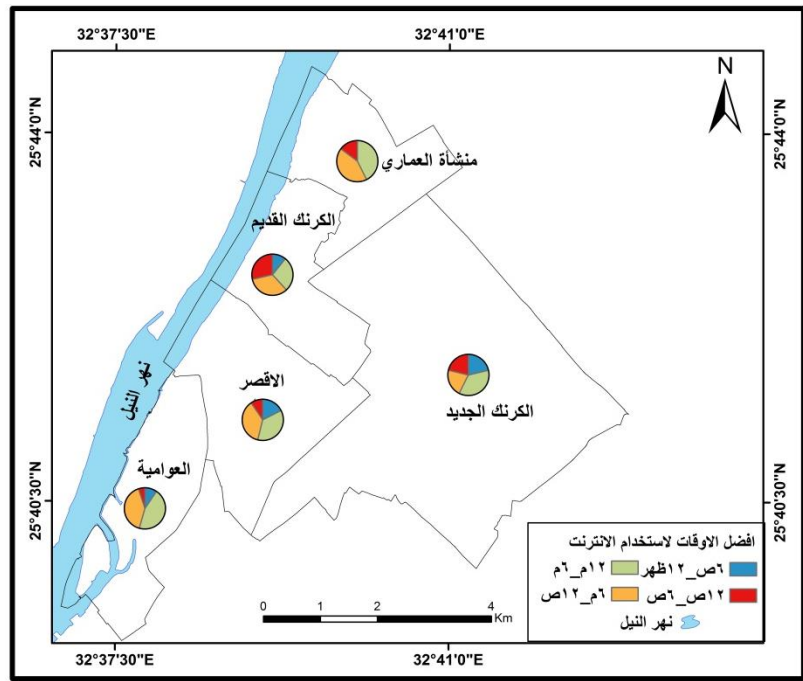 32°37'30"E
32°41'0"E
N
25°44'0"N
25°44'0"N
منشأة العماري
الكرنك القديم
نهر النيل
الاقصر
الكرنك الجديد
العوامية
25°40'30"N
25°40'30"N
افضل الاوقات لاستخدام الانترنت
٦ص_١٢ظهر
١٢م_٦م
١٢ص_٦ص
٦م_١٢ص
نهر النيل
0 1 2 4
Km
32°37'30"E
32°41'0"E